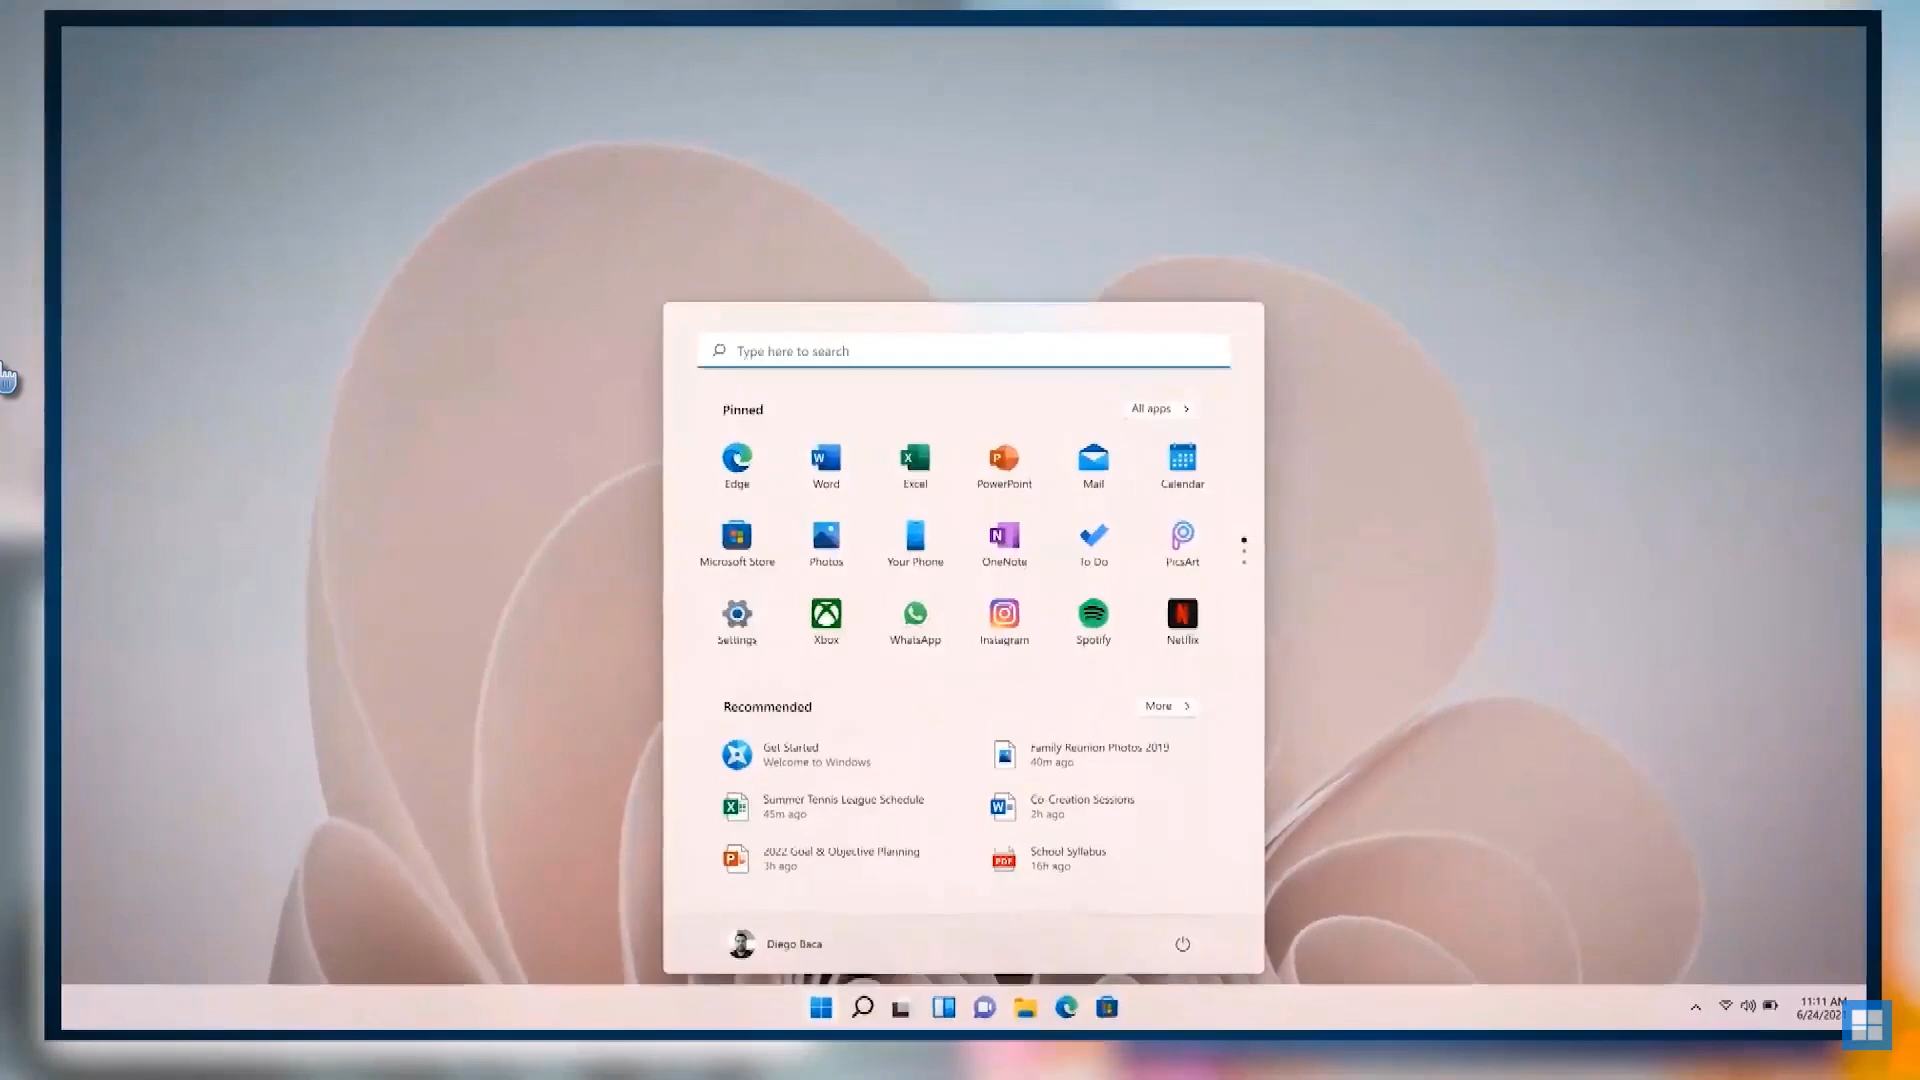 Type here to search
Pinned
All apps
Edge
Word
Excel
PowerPoint
Mail
Calendar
Microsoft Store
Photos
Your Phone
OneNote
To Do
PicsArt
Settings
Xbox
WhatsApp
Instagram
Spotify
Netflix
Recommended
More
Get Started
Welcome to Windows
Family Reunion Photos 2019
40m ago
Summer Tennis League Schedule
45m ago
Co-Creation Sessions
2h ago
2022 Goal & Objective Planning
3h ago
School Syllabus
16h ago
PDF
Diego Baca
11:11 AM